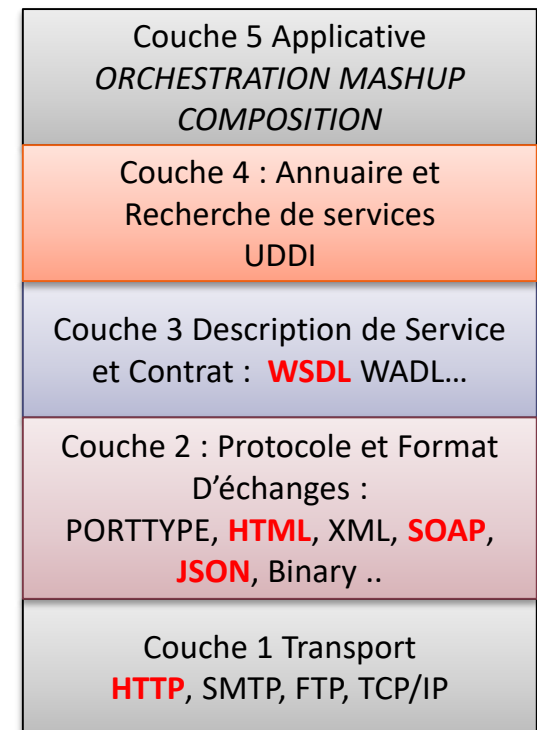 Couche 5 Applicative
ORCHESTRATION MASHUP
COMPOSITION
Couche 4 : Annuaire et
Recherche de services
UDDI
Couche 3 Description de Service
et Contrat : WSDL WADL…
Couche 2 : Protocole et Format
D’échanges :
PORTTYPE, HTML, XML, SOAP,
JSON, Binary ..
Couche 1 Transport
HTTP, SMTP, FTP, TCP/IP